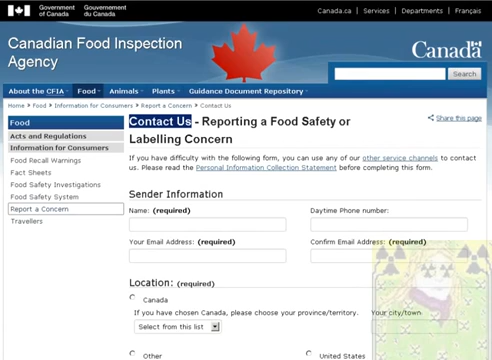 Government of Canada
Gouvernement du Canada
Canada.ca | Services | Departments | Français
Canadian Food Inspection
Agency
Canada
Search
About the CFIA
Food
Animals
Plants
Guidance Document Repository
Home > Food > Information for Consumers > Report a Concern > Contact Us
Food
Acts and Regulations
Information for Consumers
Food Recall Warnings
Fact Sheets
Food Safety Investigations
Food Safety System
Report a Concern
Travellers
Contact Us - Reporting a Food Safety or
Labelling Concern
Share this page
If you have difficulty with the following form, you can use any of our other service channels to contact
us. Please read the Personal Information Collection Statement before completing this form.
Sender Information
Name: (required)
Daytime Phone number:
Your Email Address: (required)
Confirm Email Address: (required)
Location: (required)
Canada
If you have chosen Canada, please choose your province/territory.
Your city/town
Select from this list
Other
United States